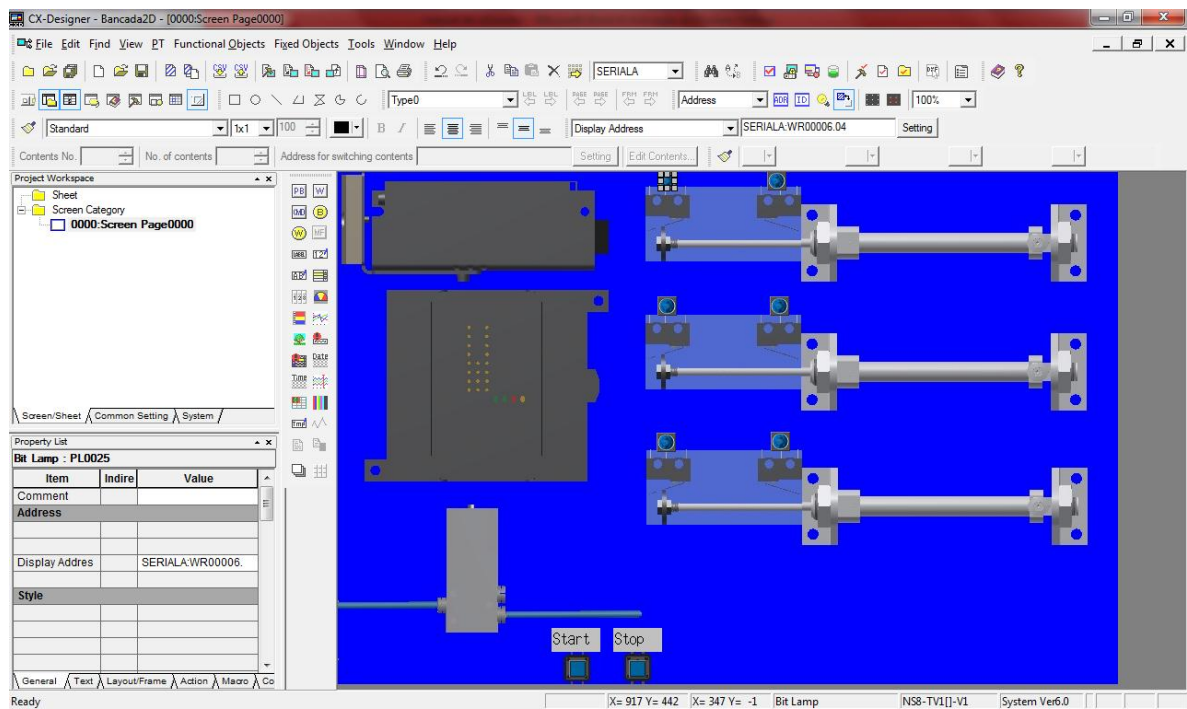 CX-Designer - Bancada2D - [0000:Screen Page0000]
File Edit Find View PT Functional Objects Fixed Objects Tools Window Help
SERIALA
Type0 Address 100%
Standard 1x1 100 B I Display Address SERIALA:WR00006.04 Setting
Contents No. No. of contents Address for switching contents Setting Edit Contents...
Project Workspace
Sheet
Screen Category
0000:Screen Page0000
Screen/Sheet Common Setting System
Property List
Bit Lamp : PL0025
Item Indire Value
Comment
Address
Display Addres SERIALA:WR00006.
Style
General Text Layout/Frame Action Macro Co
Start Stop
Ready X= 917 Y= 442 X= 347 Y= -1 Bit Lamp NS8-TV1[]-V1 System Ver6.0